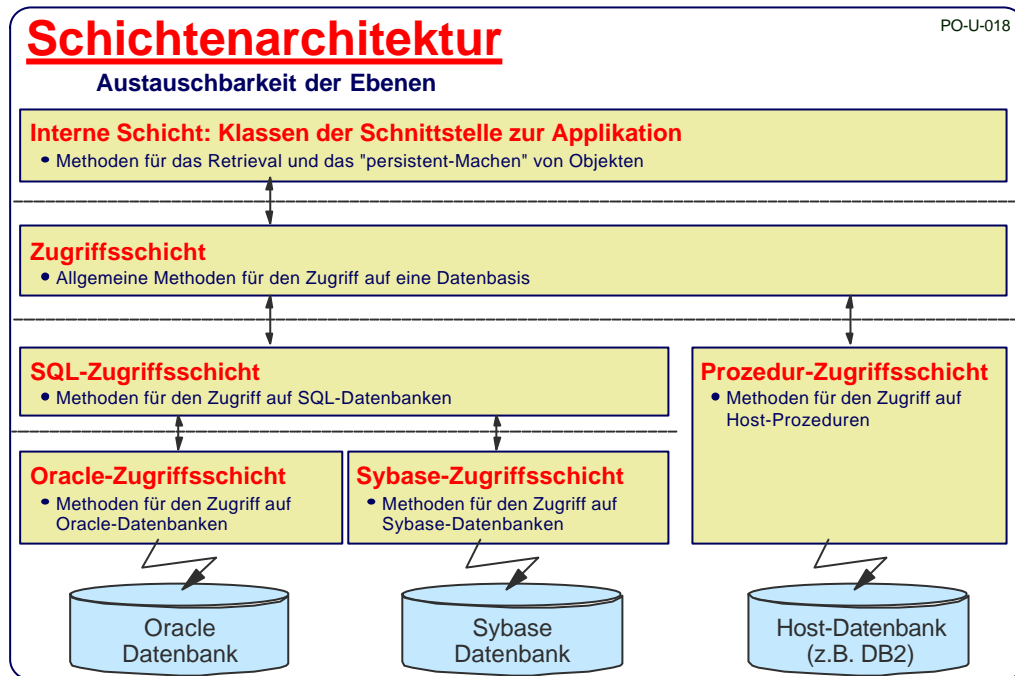 Schichtenarchitektur
PO-U-018
Austauschbarkeit der Ebenen
Interne Schicht: Klassen der Schnittstelle zur Applikation
• Methoden für das Retrieval und das "persistent-Machen" von Objekten
Zugriffsschicht
• Allgemeine Methoden für den Zugriff auf eine Datenbasis
SQL-Zugriffsschicht
• Methoden für den Zugriff auf SQL-Datenbanken
Prozedur-Zugriffsschicht
• Methoden für den Zugriff auf
Host-Prozeduren
Oracle-Zugriffsschicht
• Methoden für den Zugriff auf
Oracle-Datenbanken
Sybase-Zugriffsschicht
• Methoden für den Zugriff auf
Sybase-Datenbanken
Oracle
Datenbank
Sybase
Datenbank
Host-Datenbank
(z.B. DB2)